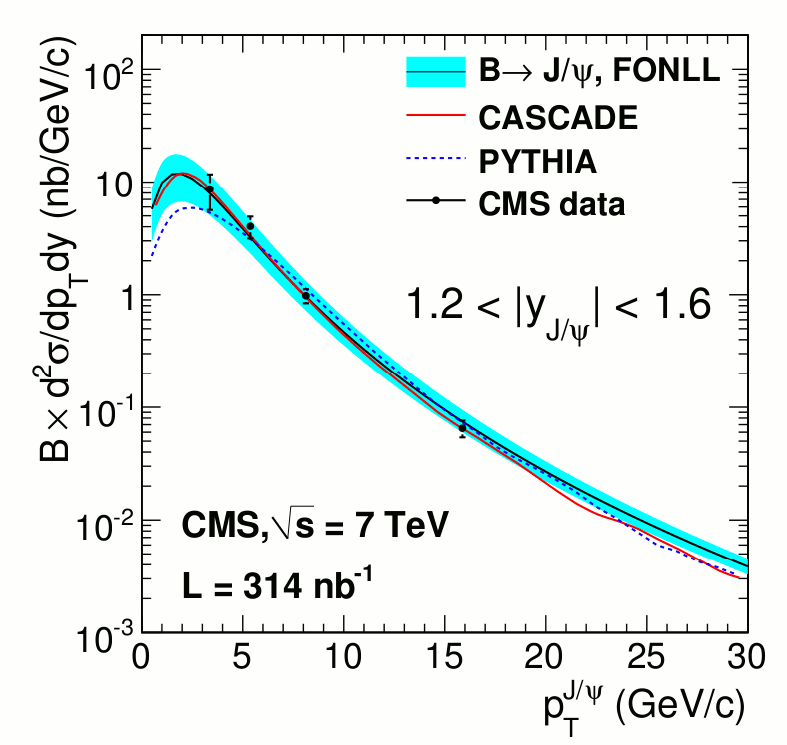 B × d²σ/dp_T dy (nb/GeV/c)
10²
10
1
10⁻¹
10⁻²
10⁻³
B→ J/ψ, FONLL
CASCADE
PYTHIA
CMS data
1.2 < |y_J/ψ| < 1.6
CMS, √s = 7 TeV
L = 314 nb⁻¹
0 5 10 15 20 25 30
p_T^J/ψ (GeV/c)